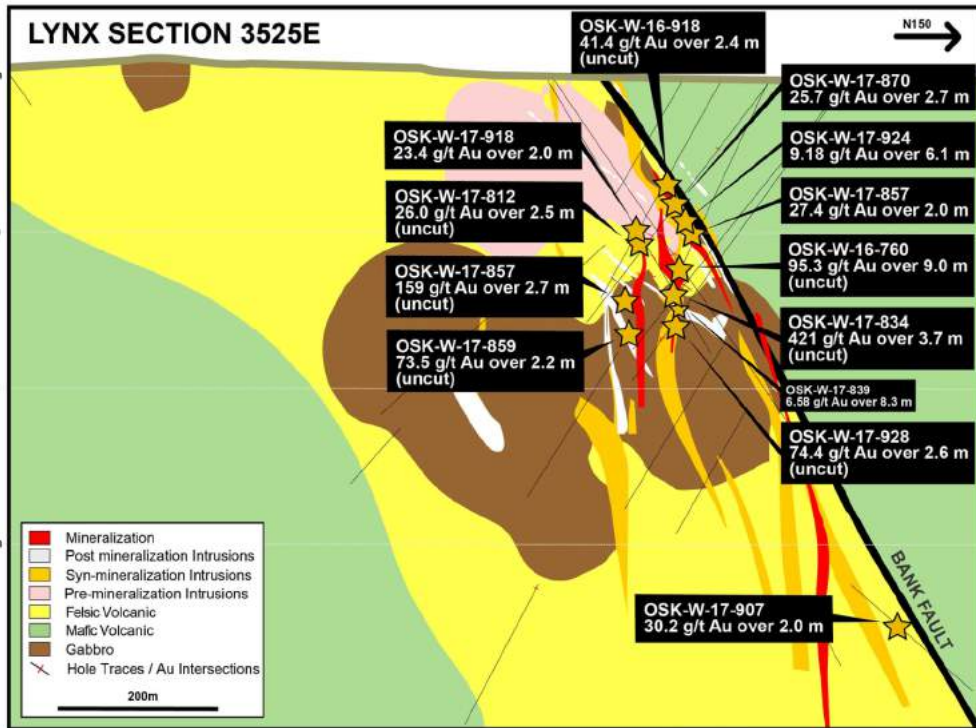 LYNX SECTION 3525E
N150
OSK-W-16-918
41.4 g/t Au over 2.4 m
(uncut)
OSK-W-17-870
25.7 g/t Au over 2.7 m
OSK-W-17-918
23.4 g/t Au over 2.0 m
OSK-W-17-924
9.18 g/t Au over 6.1 m
OSK-W-17-812
26.0 g/t Au over 2.5 m
(uncut)
OSK-W-17-857
27.4 g/t Au over 2.0 m
OSK-W-17-857
159 g/t Au over 2.7 m
(uncut)
OSK-W-16-760
95.3 g/t Au over 9.0 m
(uncut)
OSK-W-17-859
73.5 g/t Au over 2.2 m
(uncut)
OSK-W-17-834
421 g/t Au over 3.7 m
(uncut)
OSK-W-17-839
6.58 g/t Au over 8.3 m
OSK-W-17-928
74.4 g/t Au over 2.6 m
(uncut)
Mineralization
Post mineralization Intrusions
Syn-mineralization Intrusions
Pre-mineralization Intrusions
Felsic Volcanic
Mafic Volcanic
Gabbro
Hole Traces / Au Intersections
200m
BANK FAULT
OSK-W-17-907
30.2 g/t Au over 2.0 m